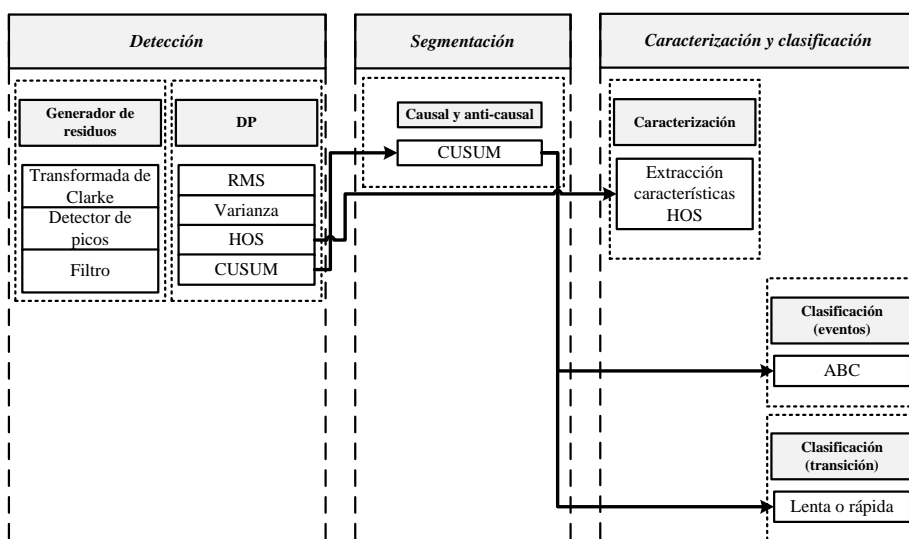 Detección
Segmentación
Caracterización y clasificación
Generador de
residuos
Transformada de
Clarke
Detector de
picos
Filtro
DP
RMS
Varianza
HOS
CUSUM
Causal y anti-causal
CUSUM
Caracterización
Extracción
características
HOS
Clasificación
(eventos)
ABC
Clasificación
(transición)
Lenta o rápida